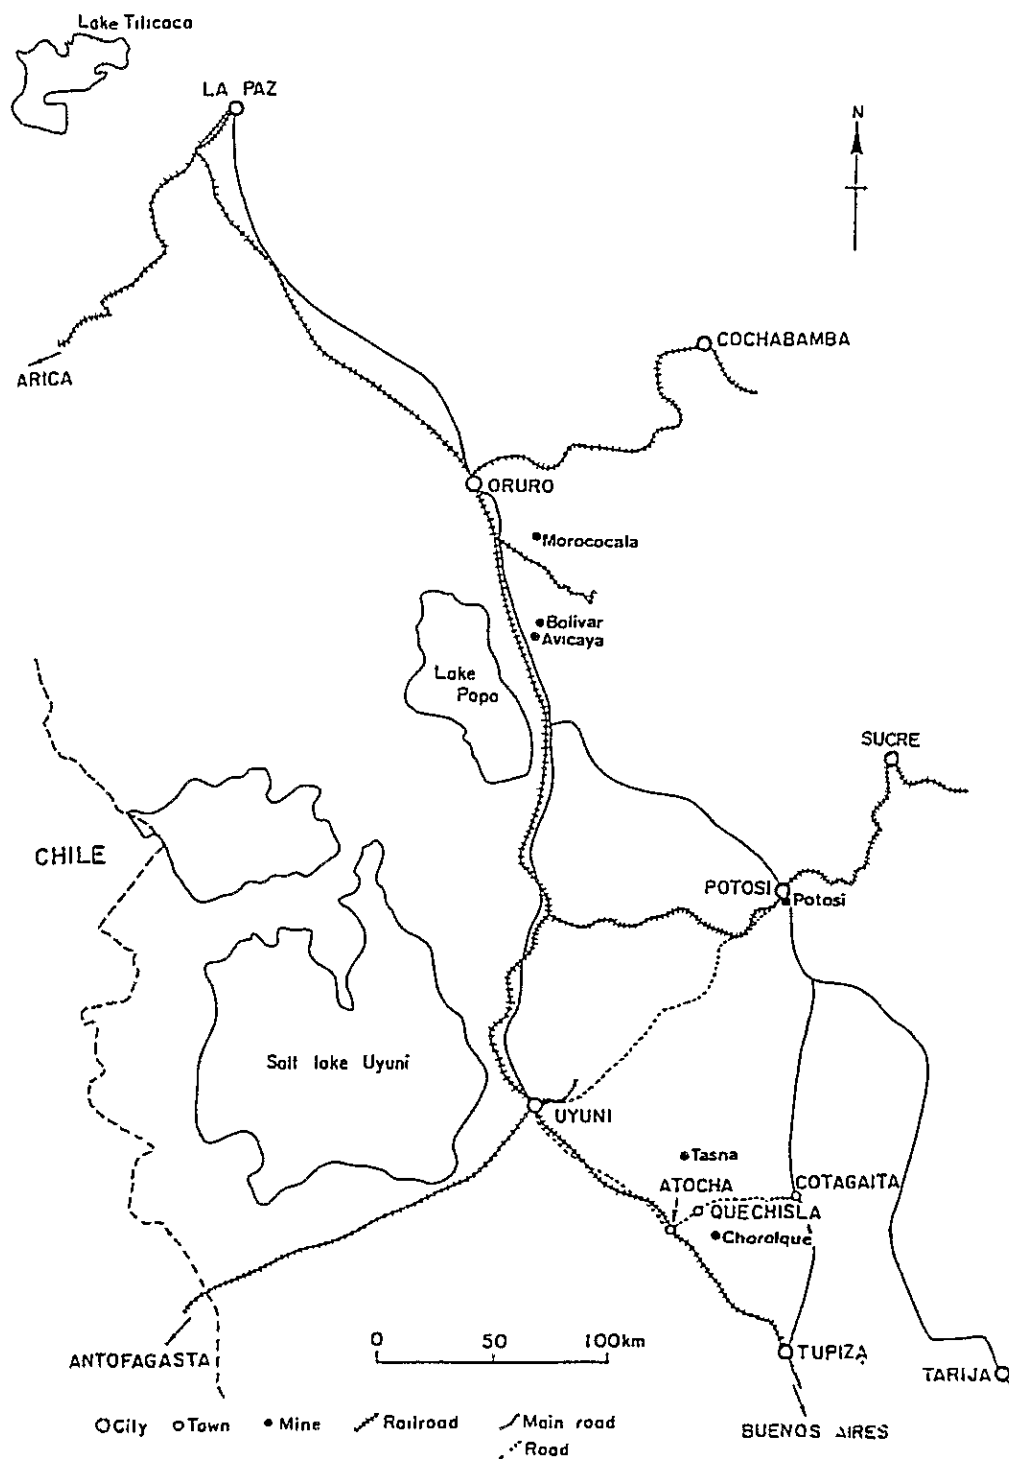 Lake Tilicaca
LA PAZ
N
COCHABAMBA
ARICA
ORURO
Morococala
Bolivar
Avicaya
Lake
Popo
SUCRE
CHILE
POTOSI
Potosi
Salt lake Uyuni
UYUNI
Tasna
ATOCHA
COTAGAITA
QUECHISLA
Chorolque
0 50 100km
ANTOFAGASTA
TUPIZA
TARIJA
City Town Mine Railroad Main road
Road
BUENOS AIRES